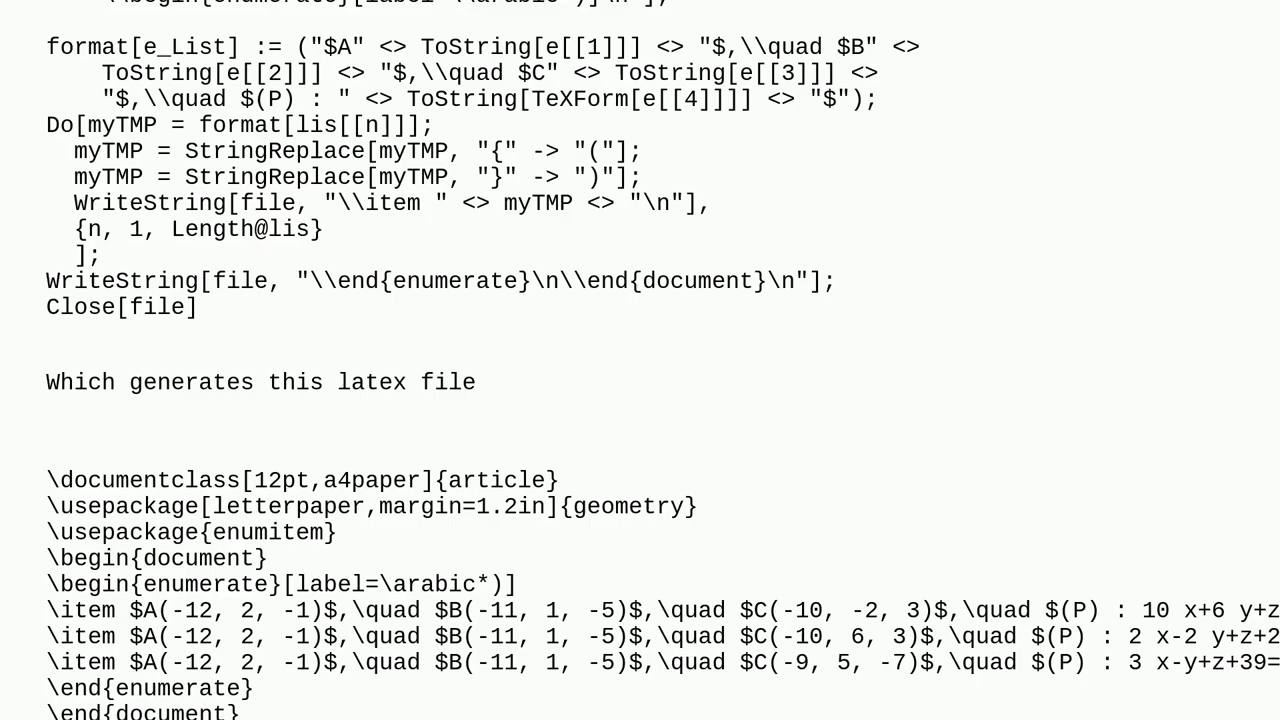 \\begin{enumerate}[label=\\arabic*)]\n"];
format[e_List] := ("$A" <> ToString[e[[1]]] <> "$,\\quad $B" <>
ToString[e[[2]]] <> "$,\\quad $C" <> ToString[e[[3]]] <>
"$,\\quad $(P) : " <> ToString[TeXForm[e[[4]]]] <> "$");
Do[myTMP = format[lis[[n]]];
myTMP = StringReplace[myTMP, "{" -> "("];
myTMP = StringReplace[myTMP, "}" -> ")"];
WriteString[file, "\\item " <> myTMP <> "\n"],
{n, 1, Length@lis}
];
WriteString[file, "\\end{enumerate}\n\\end{document}\n"];
Close[file]
Which generates this latex file
\documentclass[12pt,a4paper]{article}
\usepackage[letterpaper,margin=1.2in]{geometry}
\usepackage{enumitem}
\begin{document}
\begin{enumerate}[label=\arabic*)]
\item $A(-12, 2, -1)$,\quad $B(-11, 1, -5)$,\quad $C(-10, -2, 3)$,\quad $(P) : 10 x+6 y+z
\item $A(-12, 2, -1)$,\quad $B(-11, 1, -5)$,\quad $C(-10, 6, 3)$,\quad $(P) : 2 x-2 y+z+2
\item $A(-12, 2, -1)$,\quad $B(-11, 1, -5)$,\quad $C(-9, 5, -7)$,\quad $(P) : 3 x-y+z+39=
\end{enumerate}
\end{document}